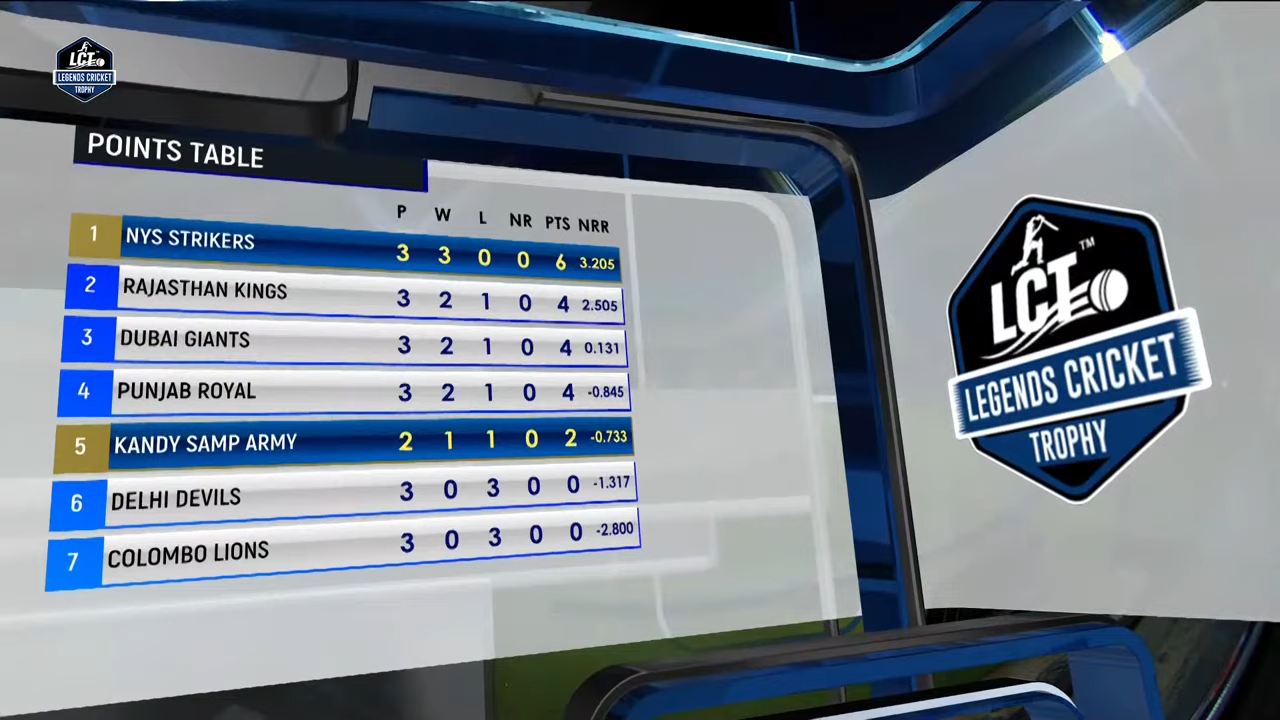 LCT
LEGENDS CRICKET
TROPHY
POINTS TABLE
P W L NR PTS NRR
1 NYS STRIKERS 3 3 0 0 6 3.205
2 RAJASTHAN KINGS 3 2 1 0 4 2.505
3 DUBAI GIANTS 3 2 1 0 4 0.131
4 PUNJAB ROYAL 3 2 1 0 4 -0.845
5 KANDY SAMP ARMY 2 1 1 0 2 -0.733
6 DELHI DEVILS 3 0 3 0 0 -1.317
7 COLOMBO LIONS 3 0 3 0 0 -2.800
LCT™
LEGENDS CRICKET
TROPHY